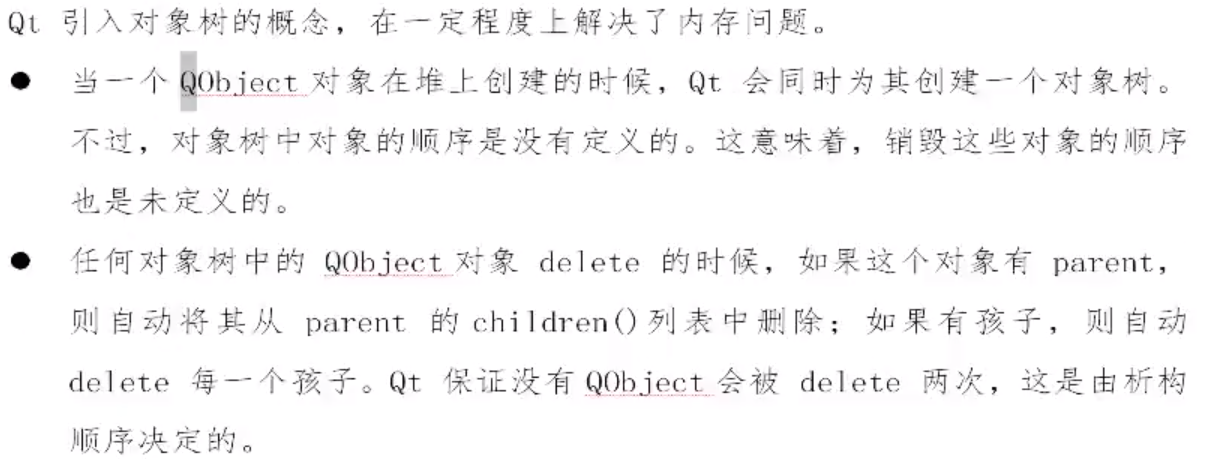 Qt 引入对象树的概念，在一定程度上解决了内存问题。
● 当一个 QObject 对象在堆上创建的时候，Qt 会同时为其创建一个对象树。
不过，对象树中对象的顺序是没有定义的。这意味着，销毁这些对象的顺序
也是未定义的。
● 任何对象树中的 QObject 对象 delete 的时候，如果这个对象有 parent，
则自动将其从 parent 的 children()列表中删除；如果有孩子，则自动
delete 每一个孩子。Qt 保证没有 QObject 会被 delete 两次，这是由析构
顺序决定的。